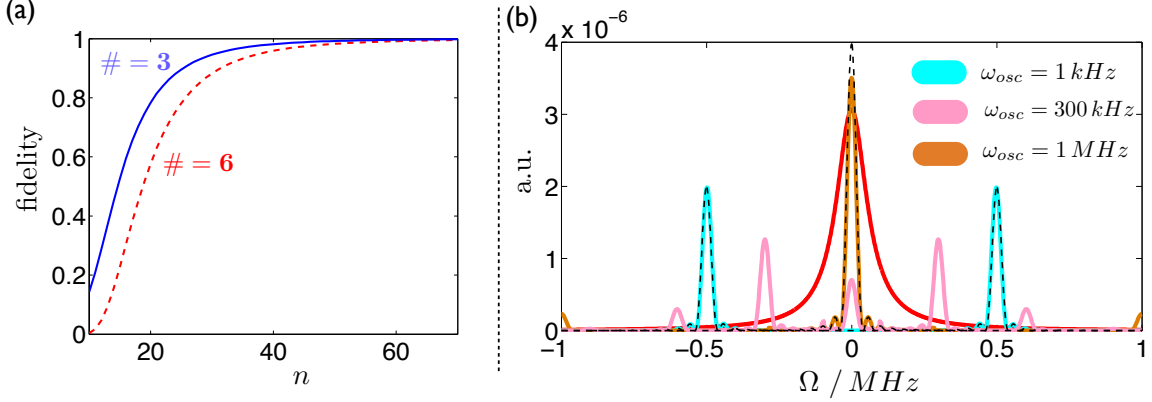 (a)
1
0.8
0.6
0.4
0.2
0
fidelity
# = 3
# = 6
20
40
60
n
(b)
x 10⁻⁶
4
3
2
1
0
a.u.
ω_osc = 1 kHz
ω_osc = 300 kHz
ω_osc = 1 MHz
−1
−0.5
0
0.5
1
Ω / MHz